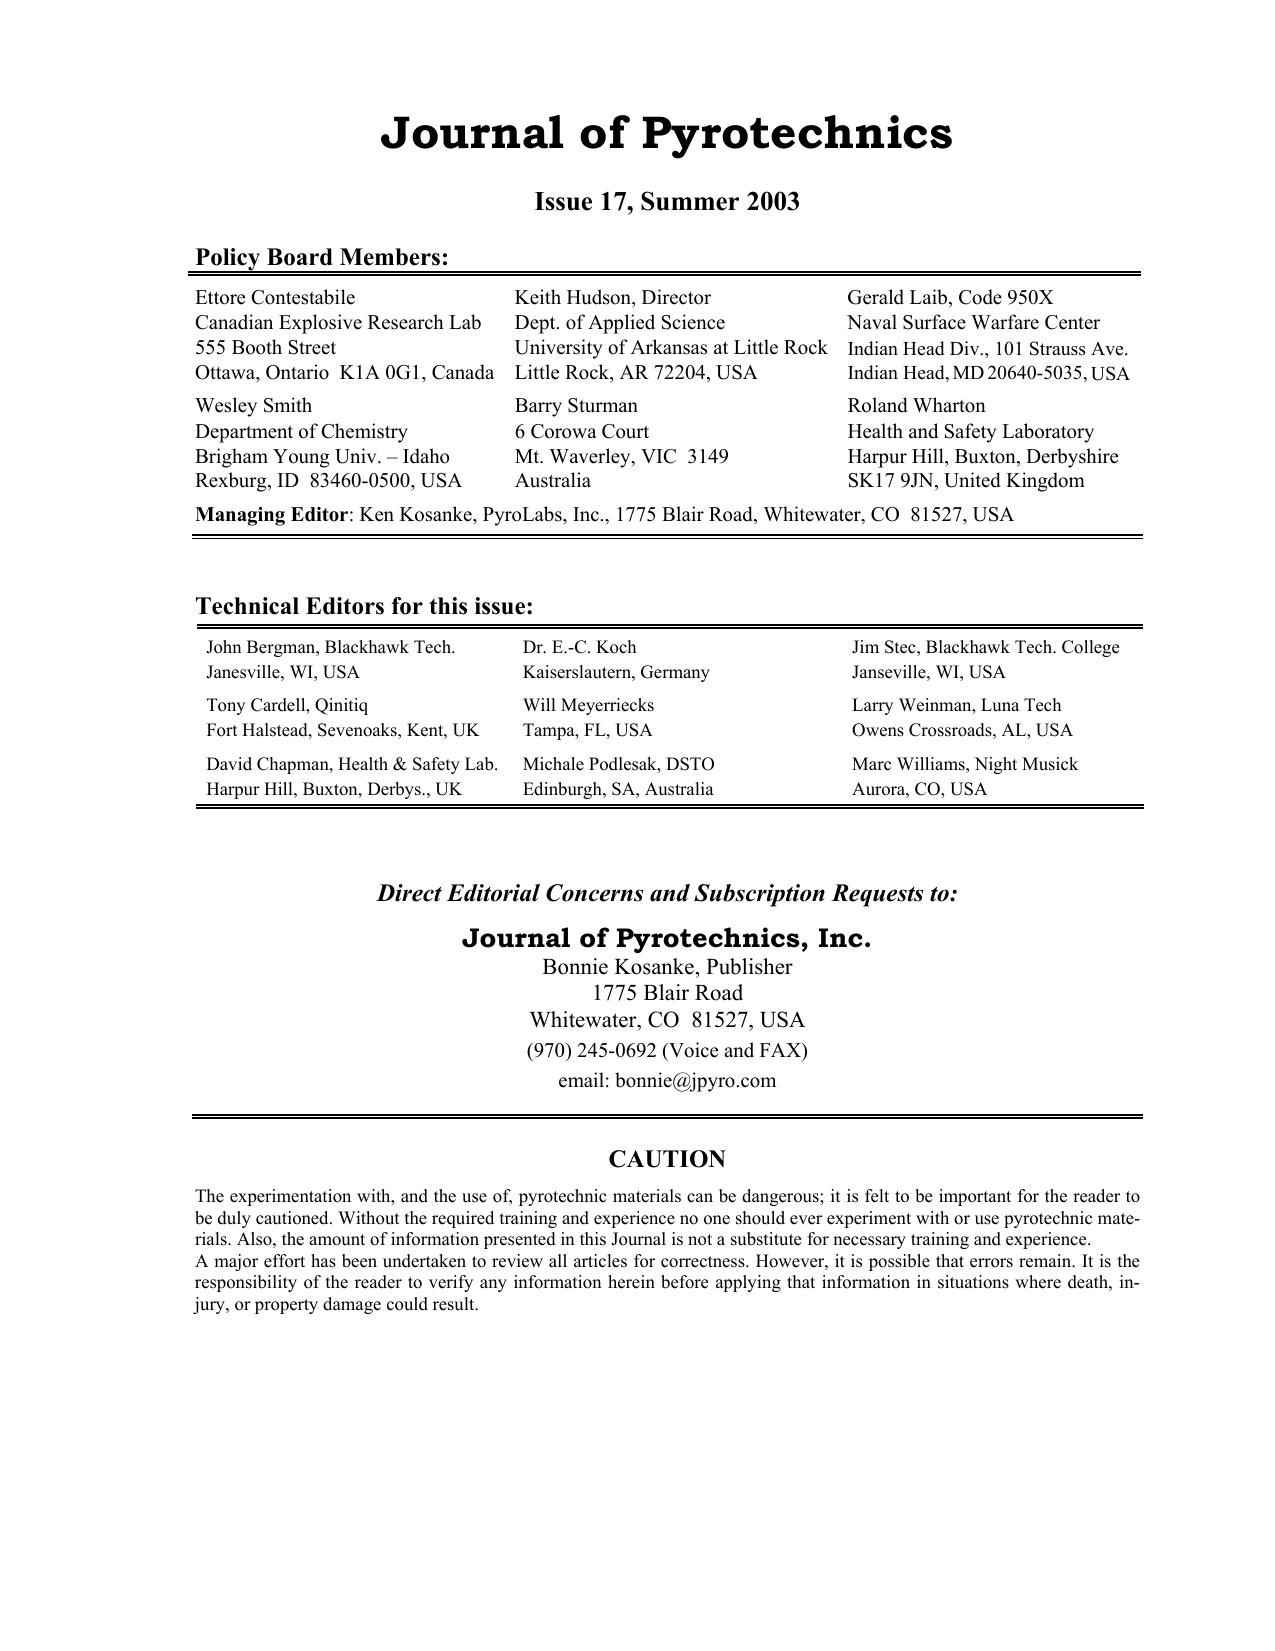 Journal of Pyrotechnics
Issue 17, Summer 2003
Policy Board Members:
Ettore Contestabile
Canadian Explosive Research Lab
555 Booth Street
Ottawa, Ontario  K1A 0G1, Canada
Keith Hudson, Director
Dept. of Applied Science
University of Arkansas at Little Rock
Little Rock, AR 72204, USA
Gerald Laib, Code 950X
Naval Surface Warfare Center
Indian Head Div., 101 Strauss Ave.
Indian Head, MD 20640-5035, USA
Wesley Smith
Department of Chemistry
Brigham Young Univ. – Idaho
Rexburg, ID  83460-0500, USA
Barry Sturman
6 Corowa Court
Mt. Waverley, VIC  3149
Australia
Roland Wharton
Health and Safety Laboratory
Harpur Hill, Buxton, Derbyshire
SK17 9JN, United Kingdom
Managing Editor: Ken Kosanke, PyroLabs, Inc., 1775 Blair Road, Whitewater, CO  81527, USA
Technical Editors for this issue:
John Bergman, Blackhawk Tech.
Janesville, WI, USA
Dr. E.-C. Koch
Kaiserslautern, Germany
Jim Stec, Blackhawk Tech. College
Janseville, WI, USA
Tony Cardell, Qinitiq
Fort Halstead, Sevenoaks, Kent, UK
Will Meyerriecks
Tampa, FL, USA
Larry Weinman, Luna Tech
Owens Crossroads, AL, USA
David Chapman, Health & Safety Lab.
Harpur Hill, Buxton, Derbys., UK
Michale Podlesak, DSTO
Edinburgh, SA, Australia
Marc Williams, Night Musick
Aurora, CO, USA
Direct Editorial Concerns and Subscription Requests to:
Journal of Pyrotechnics, Inc.
Bonnie Kosanke, Publisher
1775 Blair Road
Whitewater, CO  81527, USA
(970) 245-0692 (Voice and FAX)
email: bonnie@jpyro.com
CAUTION
The experimentation with, and the use of, pyrotechnic materials can be dangerous; it is felt to be important for the reader to
be duly cautioned. Without the required training and experience no one should ever experiment with or use pyrotechnic mate-
rials. Also, the amount of information presented in this Journal is not a substitute for necessary training and experience.
A major effort has been undertaken to review all articles for correctness. However, it is possible that errors remain. It is the
responsibility of the reader to verify any information herein before applying that information in situations where death, in-
jury, or property damage could result.